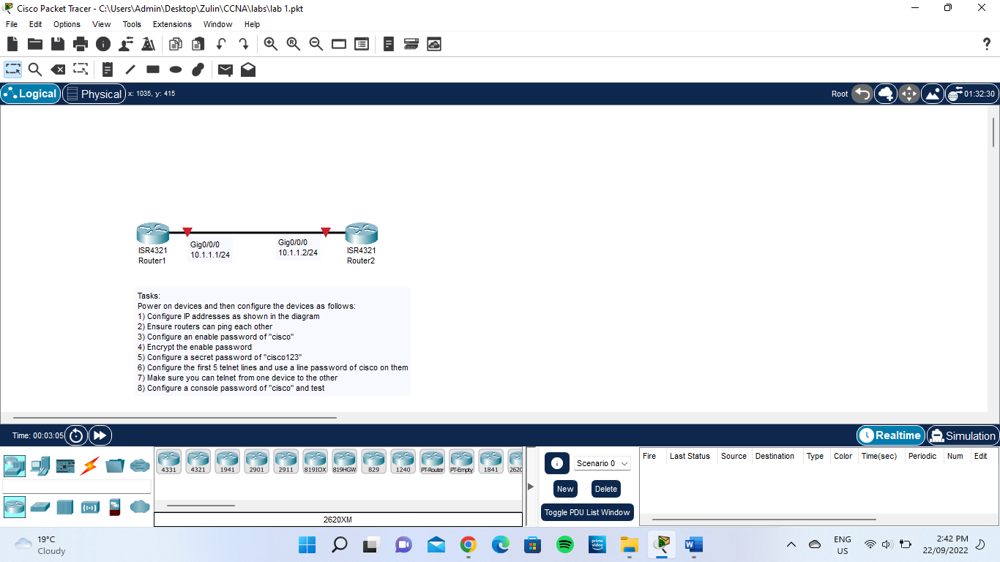 Cisco Packet Tracer - C:\Users\Admin\Desktop\Zulin\CCNA\labs\lab 1.pkt
File Edit Options View Tools Extensions Window Help
Logical Physical x: 1035, y: 415 Root 01:32:30
Gig0/0/0
10.1.1.1/24
Gig0/0/0
10.1.1.2/24
ISR4321
Router1
ISR4321
Router2
Tasks:
Power on devices and then configure the devices as follows:
1) Configure IP addresses as shown in the diagram
2) Ensure routers can ping each other
3) Configure an enable password of "cisco"
4) Encrypt the enable password
5) Configure a secret password of "cisco123"
6) Configure the first 5 telnet lines and use a line password of cisco on them
7) Make sure you can telnet from one device to the other
8) Configure a console password of "cisco" and test
Time: 00:03:05 Realtime Simulation
4331 4321 1941 2901 2911 819IOX 819HGW 829 1240 PT-Router PT-Empty 1841 2620
2620XM
Scenario 0
New Delete
Toggle PDU List Window
Fire Last Status Source Destination Type Color Time(sec) Periodic Num Edit
19°C
Cloudy
prime video
ENG
US
2:42 PM
22/09/2022